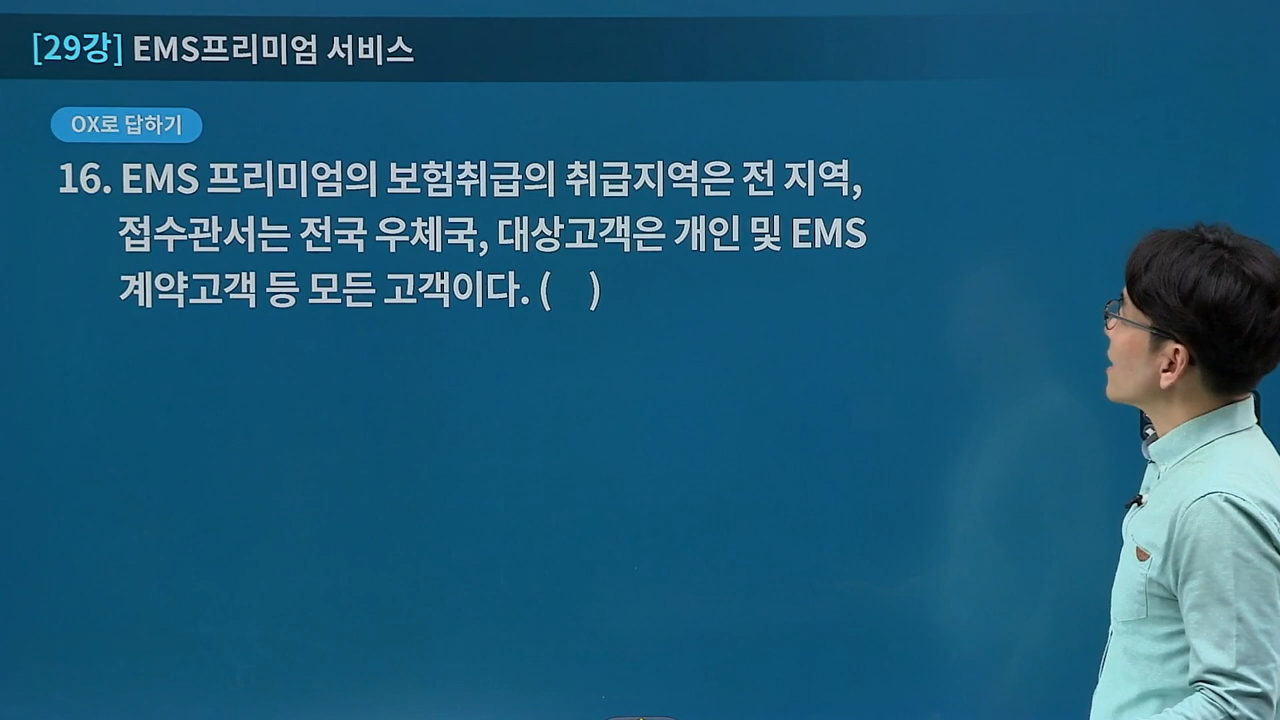 [29강] EMS프리미엄 서비스
OX로 답하기
16. EMS 프리미엄의 보험취급의 취급지역은 전 지역,
접수관서는 전국 우체국, 대상고객은 개인 및 EMS
계약고객 등 모든 고객이다. (    )